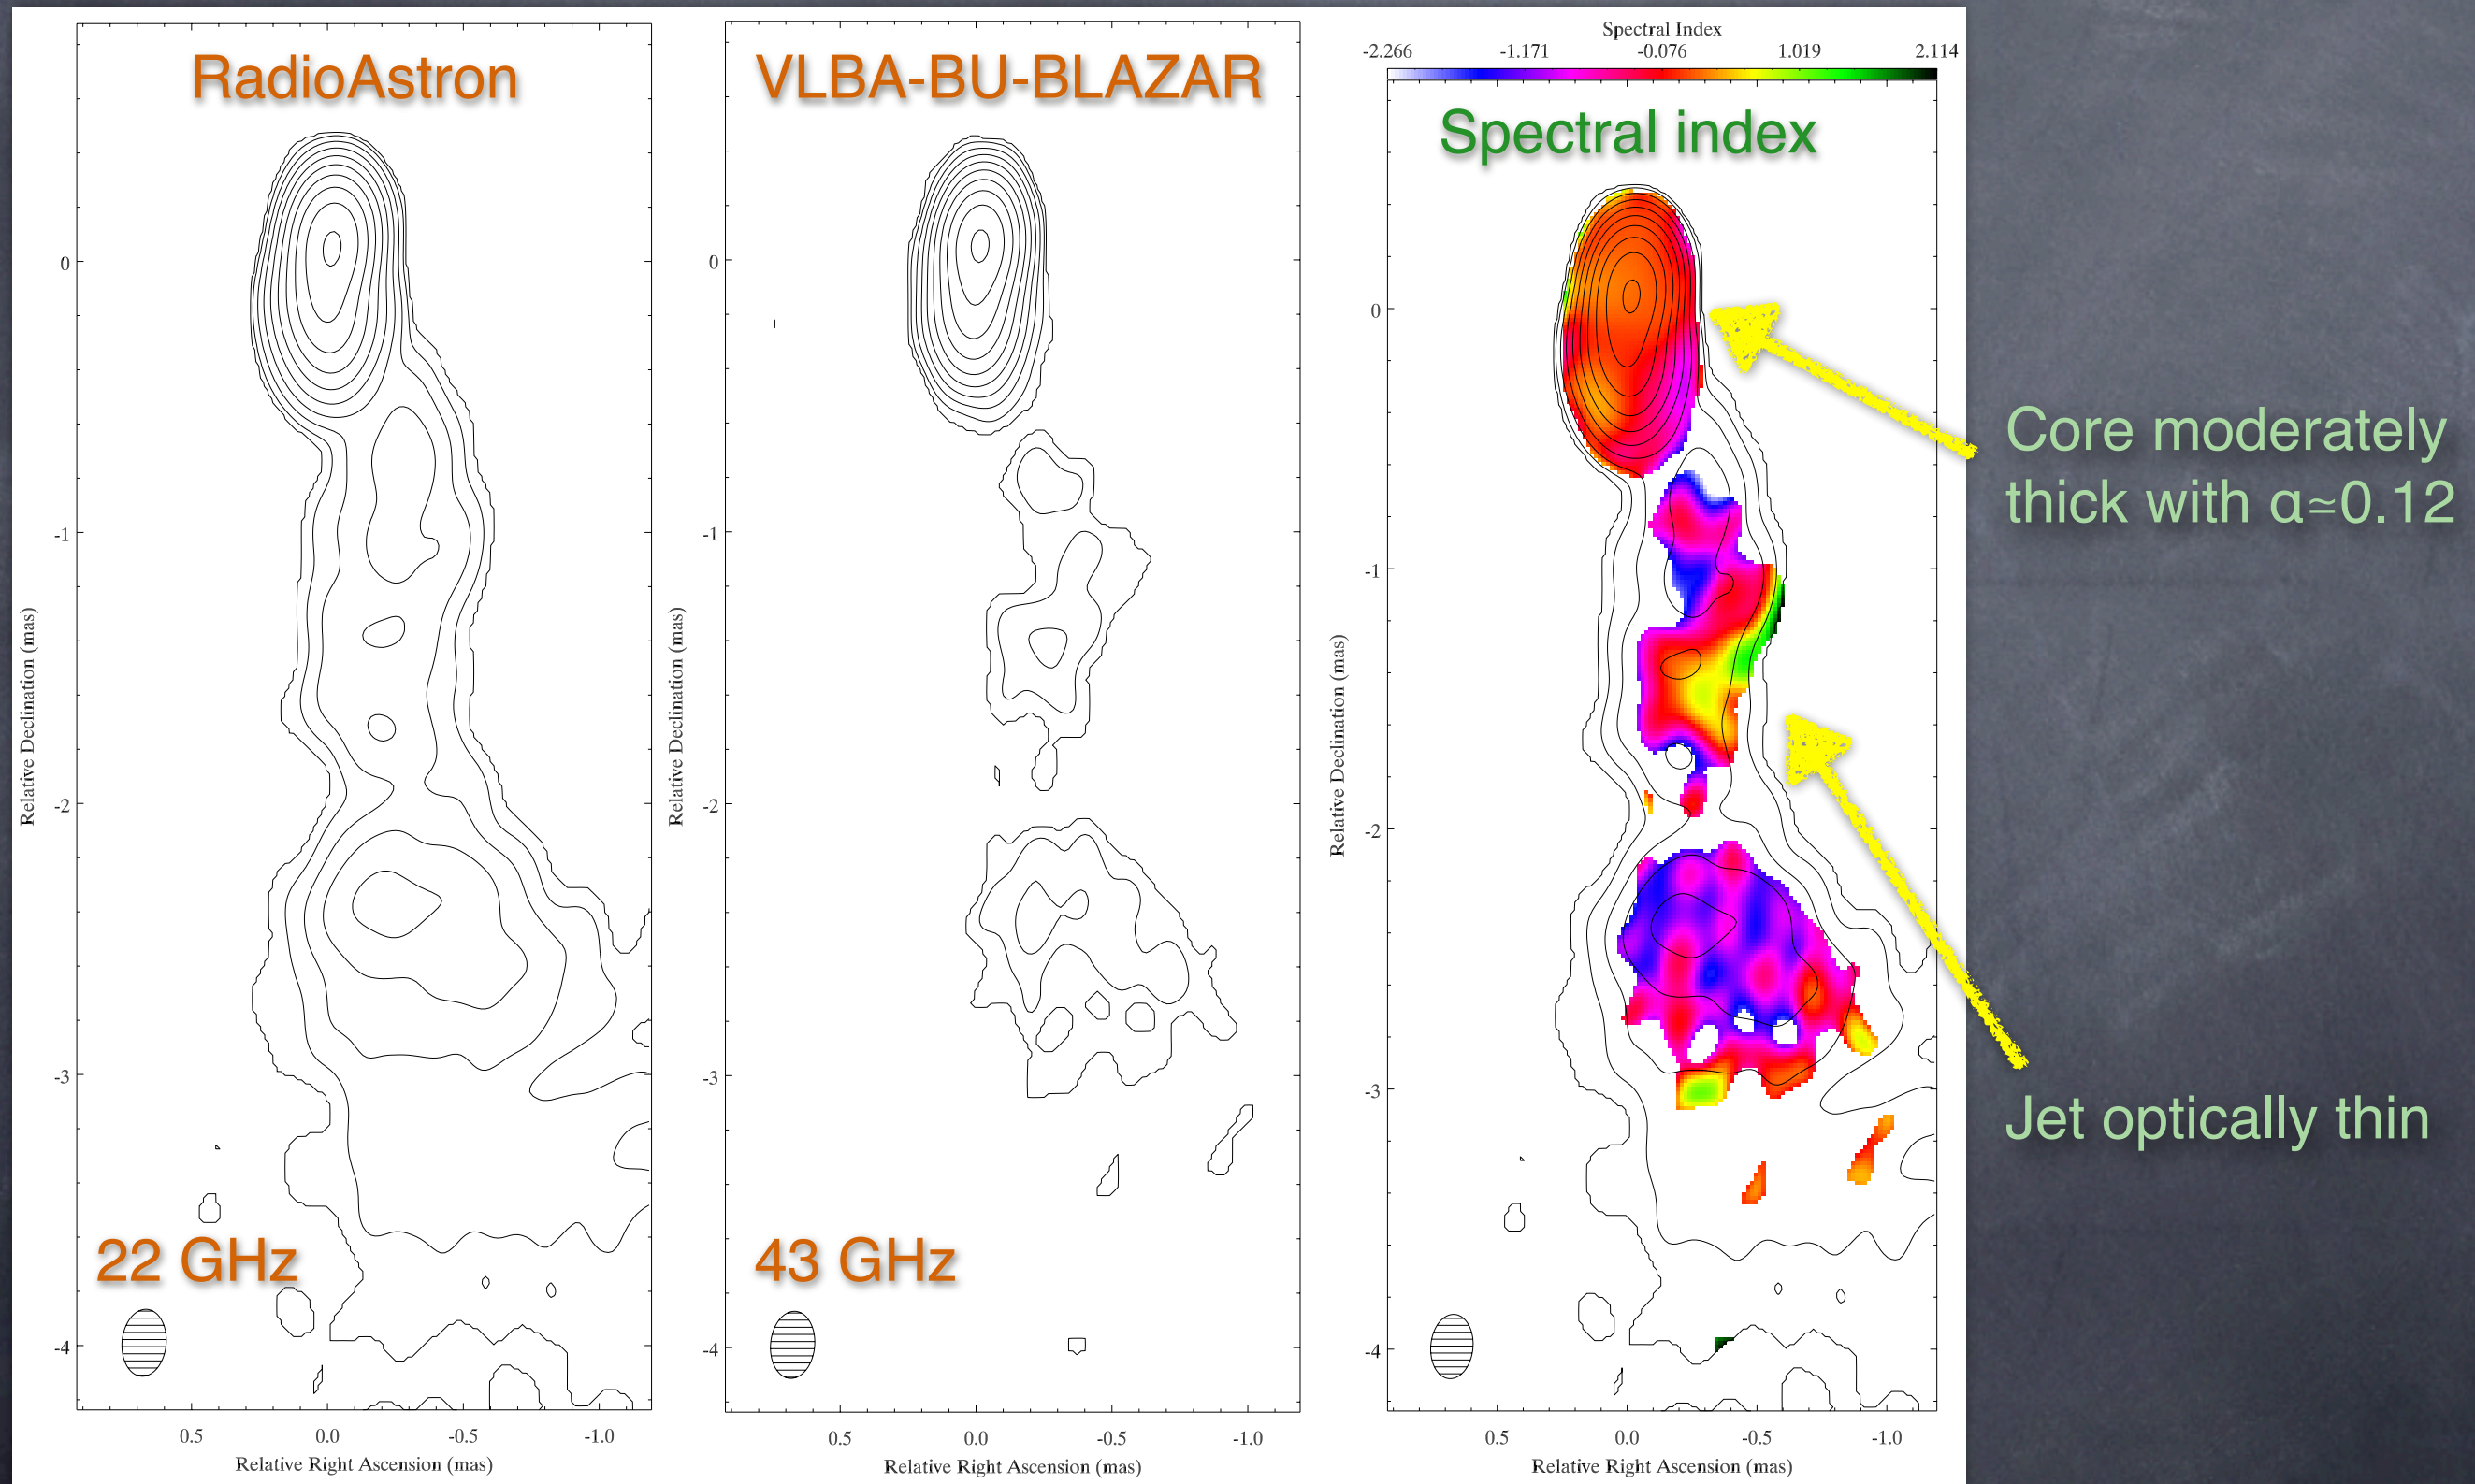 RadioAstron
0
-1
-2
-3
-4
Relative Declination (mas)
22 GHz
0.5 0.0 -0.5 -1.0
Relative Right Ascension (mas)
VLBA-BU-BLAZAR
0
-1
-2
-3
-4
Relative Declination (mas)
43 GHz
0.5 0.0 -0.5 -1.0
Relative Right Ascension (mas)
Spectral Index
-2.266 -1.171 -0.076 1.019 2.114
Spectral index
0
-1
-2
-3
-4
Relative Declination (mas)
0.5 0.0 -0.5 -1.0
Relative Right Ascension (mas)
Core moderately
thick with α≃0.12
Jet optically thin